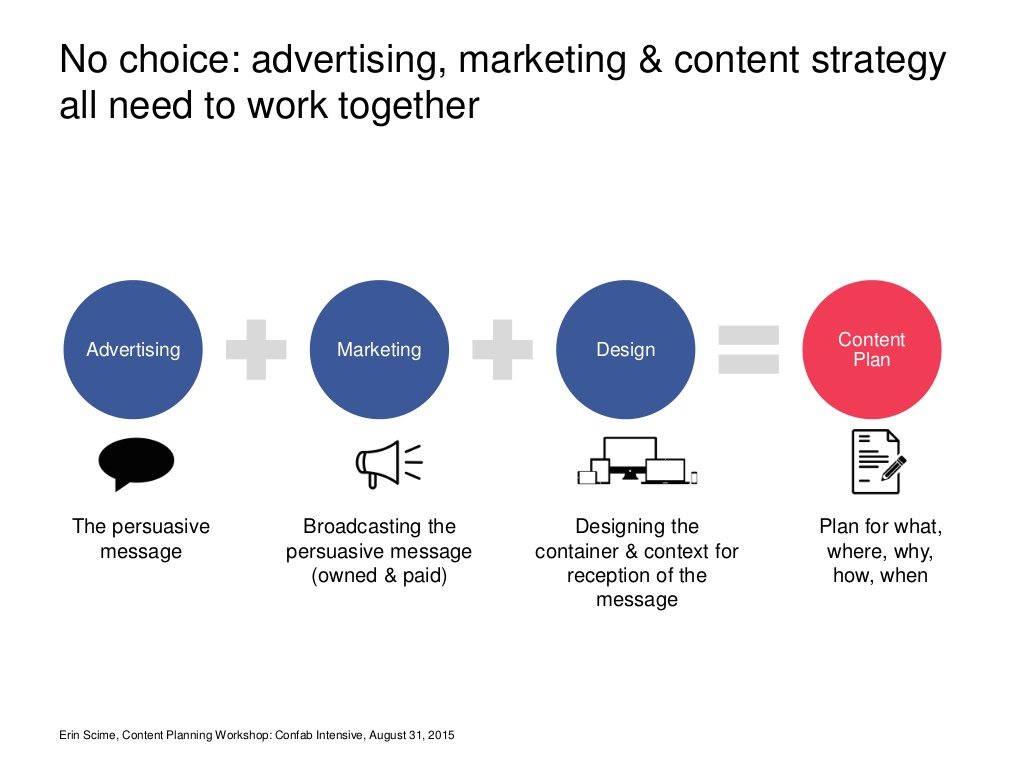 No choice: advertising, marketing & content strategy
all need to work together
Advertising
Marketing
Design
Content
Plan
The persuasive
message
Broadcasting the
persuasive message
(owned & paid)
Designing the
container & context for
reception of the
message
Plan for what,
where, why,
how, when
Erin Scime, Content Planning Workshop: Confab Intensive, August 31, 2015